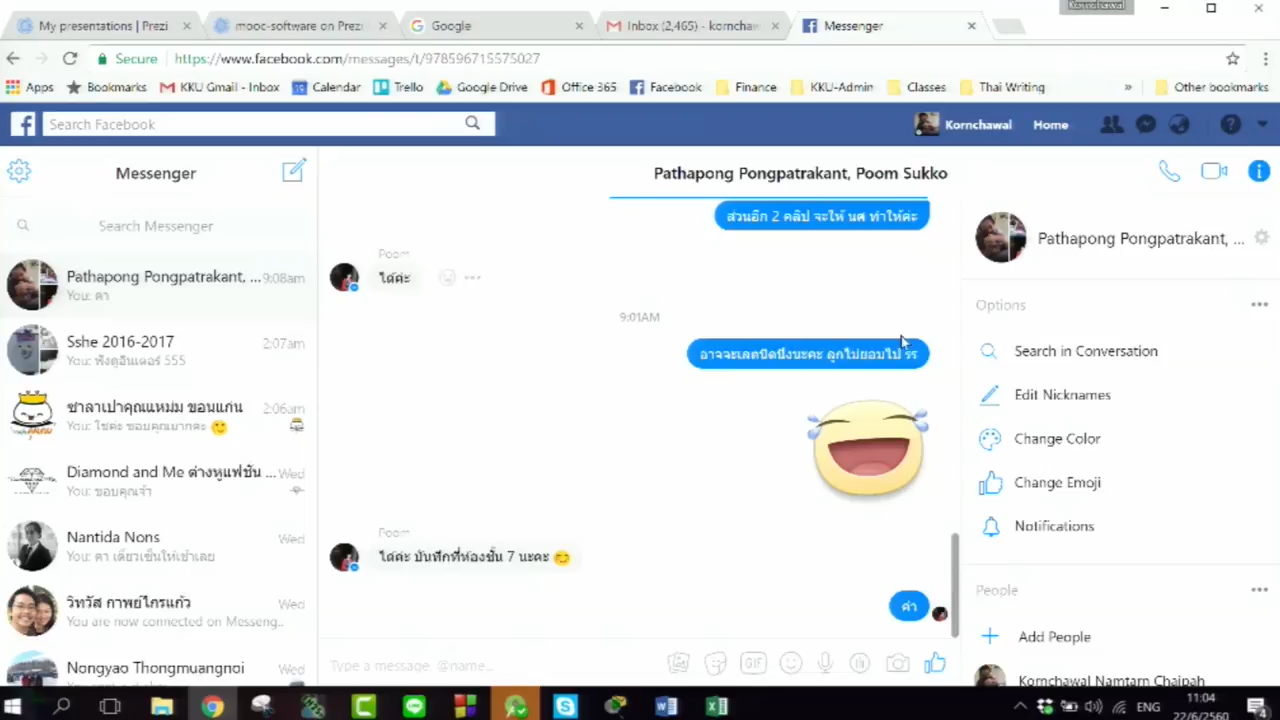 Kornchawal
My presentations | Prezi
mooc-software on Prezi
Google
Inbox (2,465) - kornchaw
Messenger
Secure https://www.facebook.com/messages/t/978596715575027
Apps Bookmarks KKU Gmail - Inbox Calendar Trello Google Drive Office 365 Facebook Finance KKU-Admin Classes Thai Writing » Other bookmarks
Search Facebook
Kornchawal Home
Messenger
Search Messenger
Pathapong Pongpatrakant, ... 9:08am
You: ค่า
Sshe 2016-2017 2:07am
You: ฟังดูอินเตอร์ 555
ซาลาเปาคุณแหม่ม ขอนแก่น 2:06am
You: ใช่ค่ะ ขอบคุณมากค่ะ
Diamond and Me ต่างหูแฟชั่น ... Wed
You: ขอบคุณจ้า
Nantida Nons Wed
You: ค่า เดี๋ยวเซ็นให้เช้าเลย
วิทวัส กาพย์ไกรแก้ว Wed
You are now connected on Messeng..
Nongyao Thongmuangnoi Wed
Pathapong Pongpatrakant, Poom Sukko
ส่วนอีก 2 คลิป จะให้ นศ ทำให้ค่ะ
Poom
ได้ค่ะ
9:01AM
อาจจะเลตนิดนึงนะคะ ลูกไม่ยอมไป รร
Poom
ได้ค่ะ บันทึกที่ห้องชั้น 7 นะคะ
ค่า
Type a message, @name...
GIF
Pathapong Pongpatrakant, ...
Options
Search in Conversation
Edit Nicknames
Change Color
Change Emoji
Notifications
People
Add People
Kornchawal Namtarn Chaipah
ENG
11:04
22/6/2560